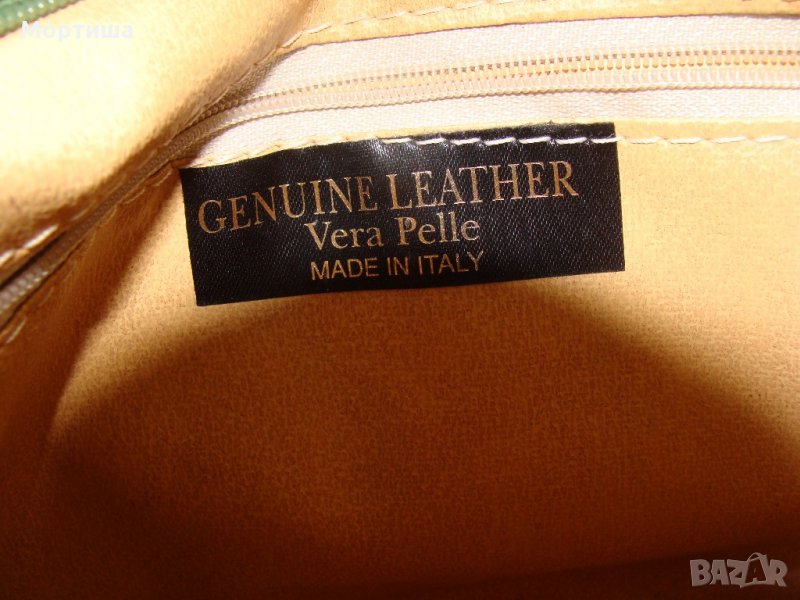 Мортиша
GENUINE LEATHER
Vera Pelle
MADE IN ITALY
BAZAR